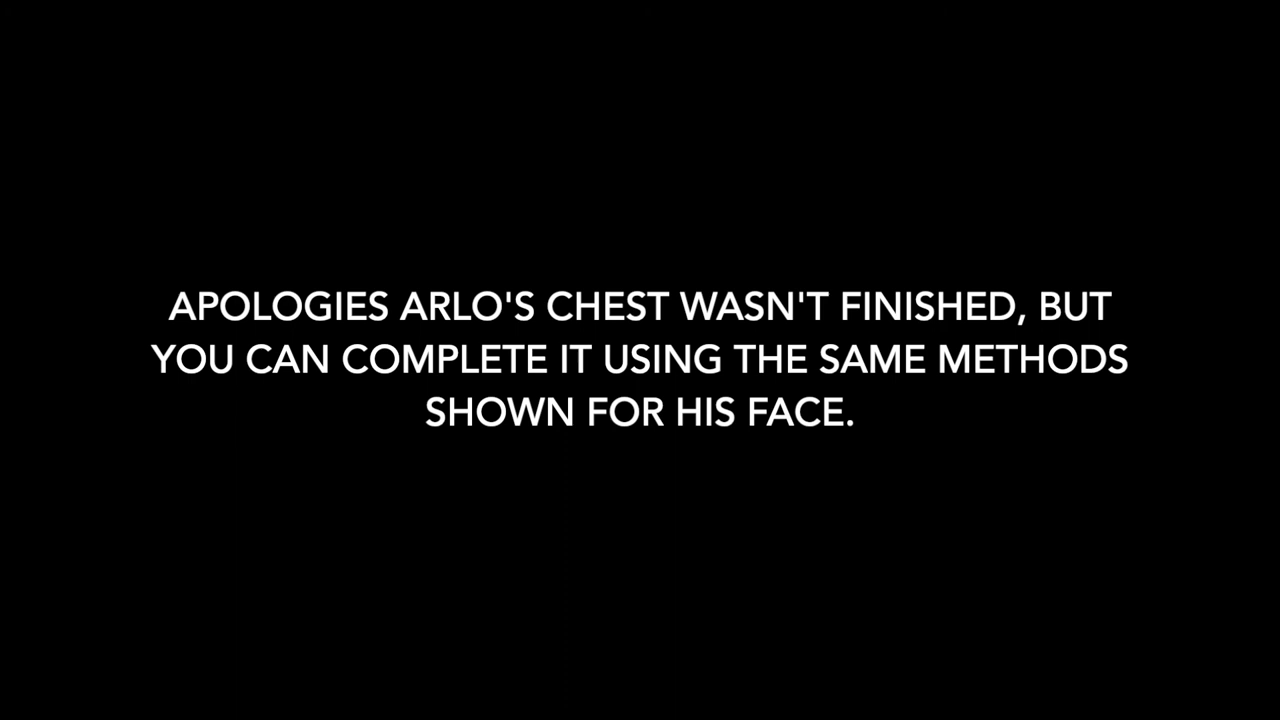 APOLOGIES ARLO'S CHEST WASN'T FINISHED, BUT
YOU CAN COMPLETE IT USING THE SAME METHODS
SHOWN FOR HIS FACE.